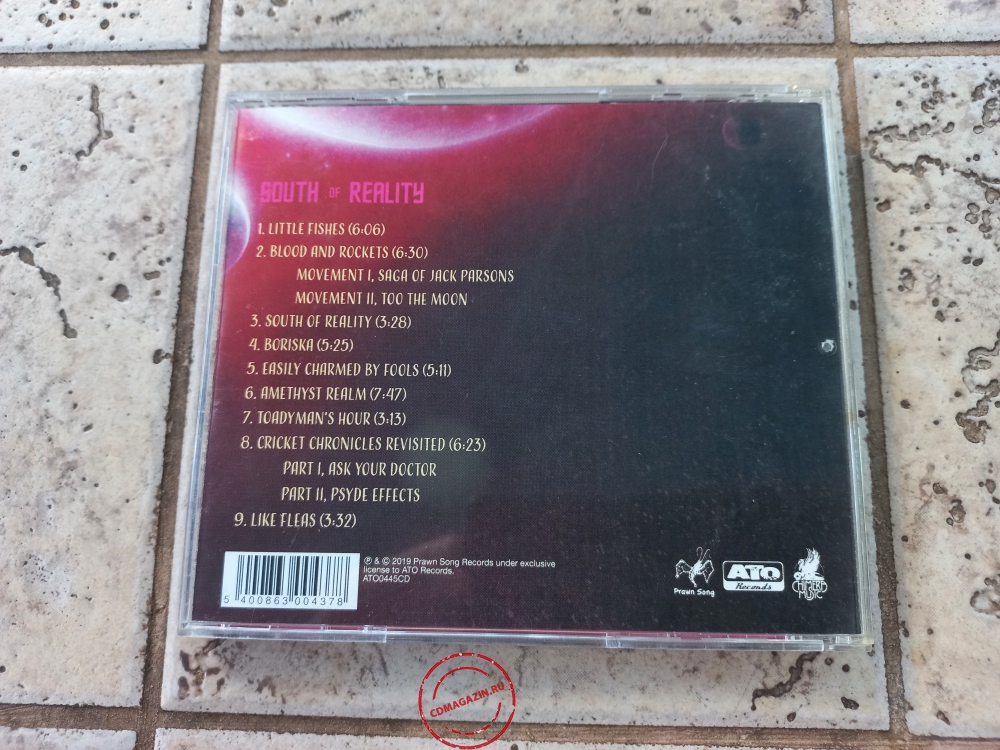 SOUTH OF REALITY
1. LITTLE FISHES (6:06)
2. BLOOD AND ROCKETS (6:30)
MOVEMENT I, SAGA OF JACK PARSONS
MOVEMENT II, TOO THE MOON
3. SOUTH OF REALITY (3:28)
4. BORISKA (5:25)
5. EASILY CHARMED BY FOOLS (5:11)
6. AMETHYST REALM (7:47)
7. TOADYMAN'S HOUR (3:13)
8. CRICKET CHRONICLES REVISITED (6:23)
PART I, ASK YOUR DOCTOR
PART II, PSYDE EFFECTS
9. LIKE FLEAS (3:32)
℗ & © 2019 Prawn Song Records under exclusive
license to ATO Records.
ATO0445CD
5 400863 004378
Prawn Song
ATO
Records
CHIMERA
MUSIC
CDMAGAZIN.RU